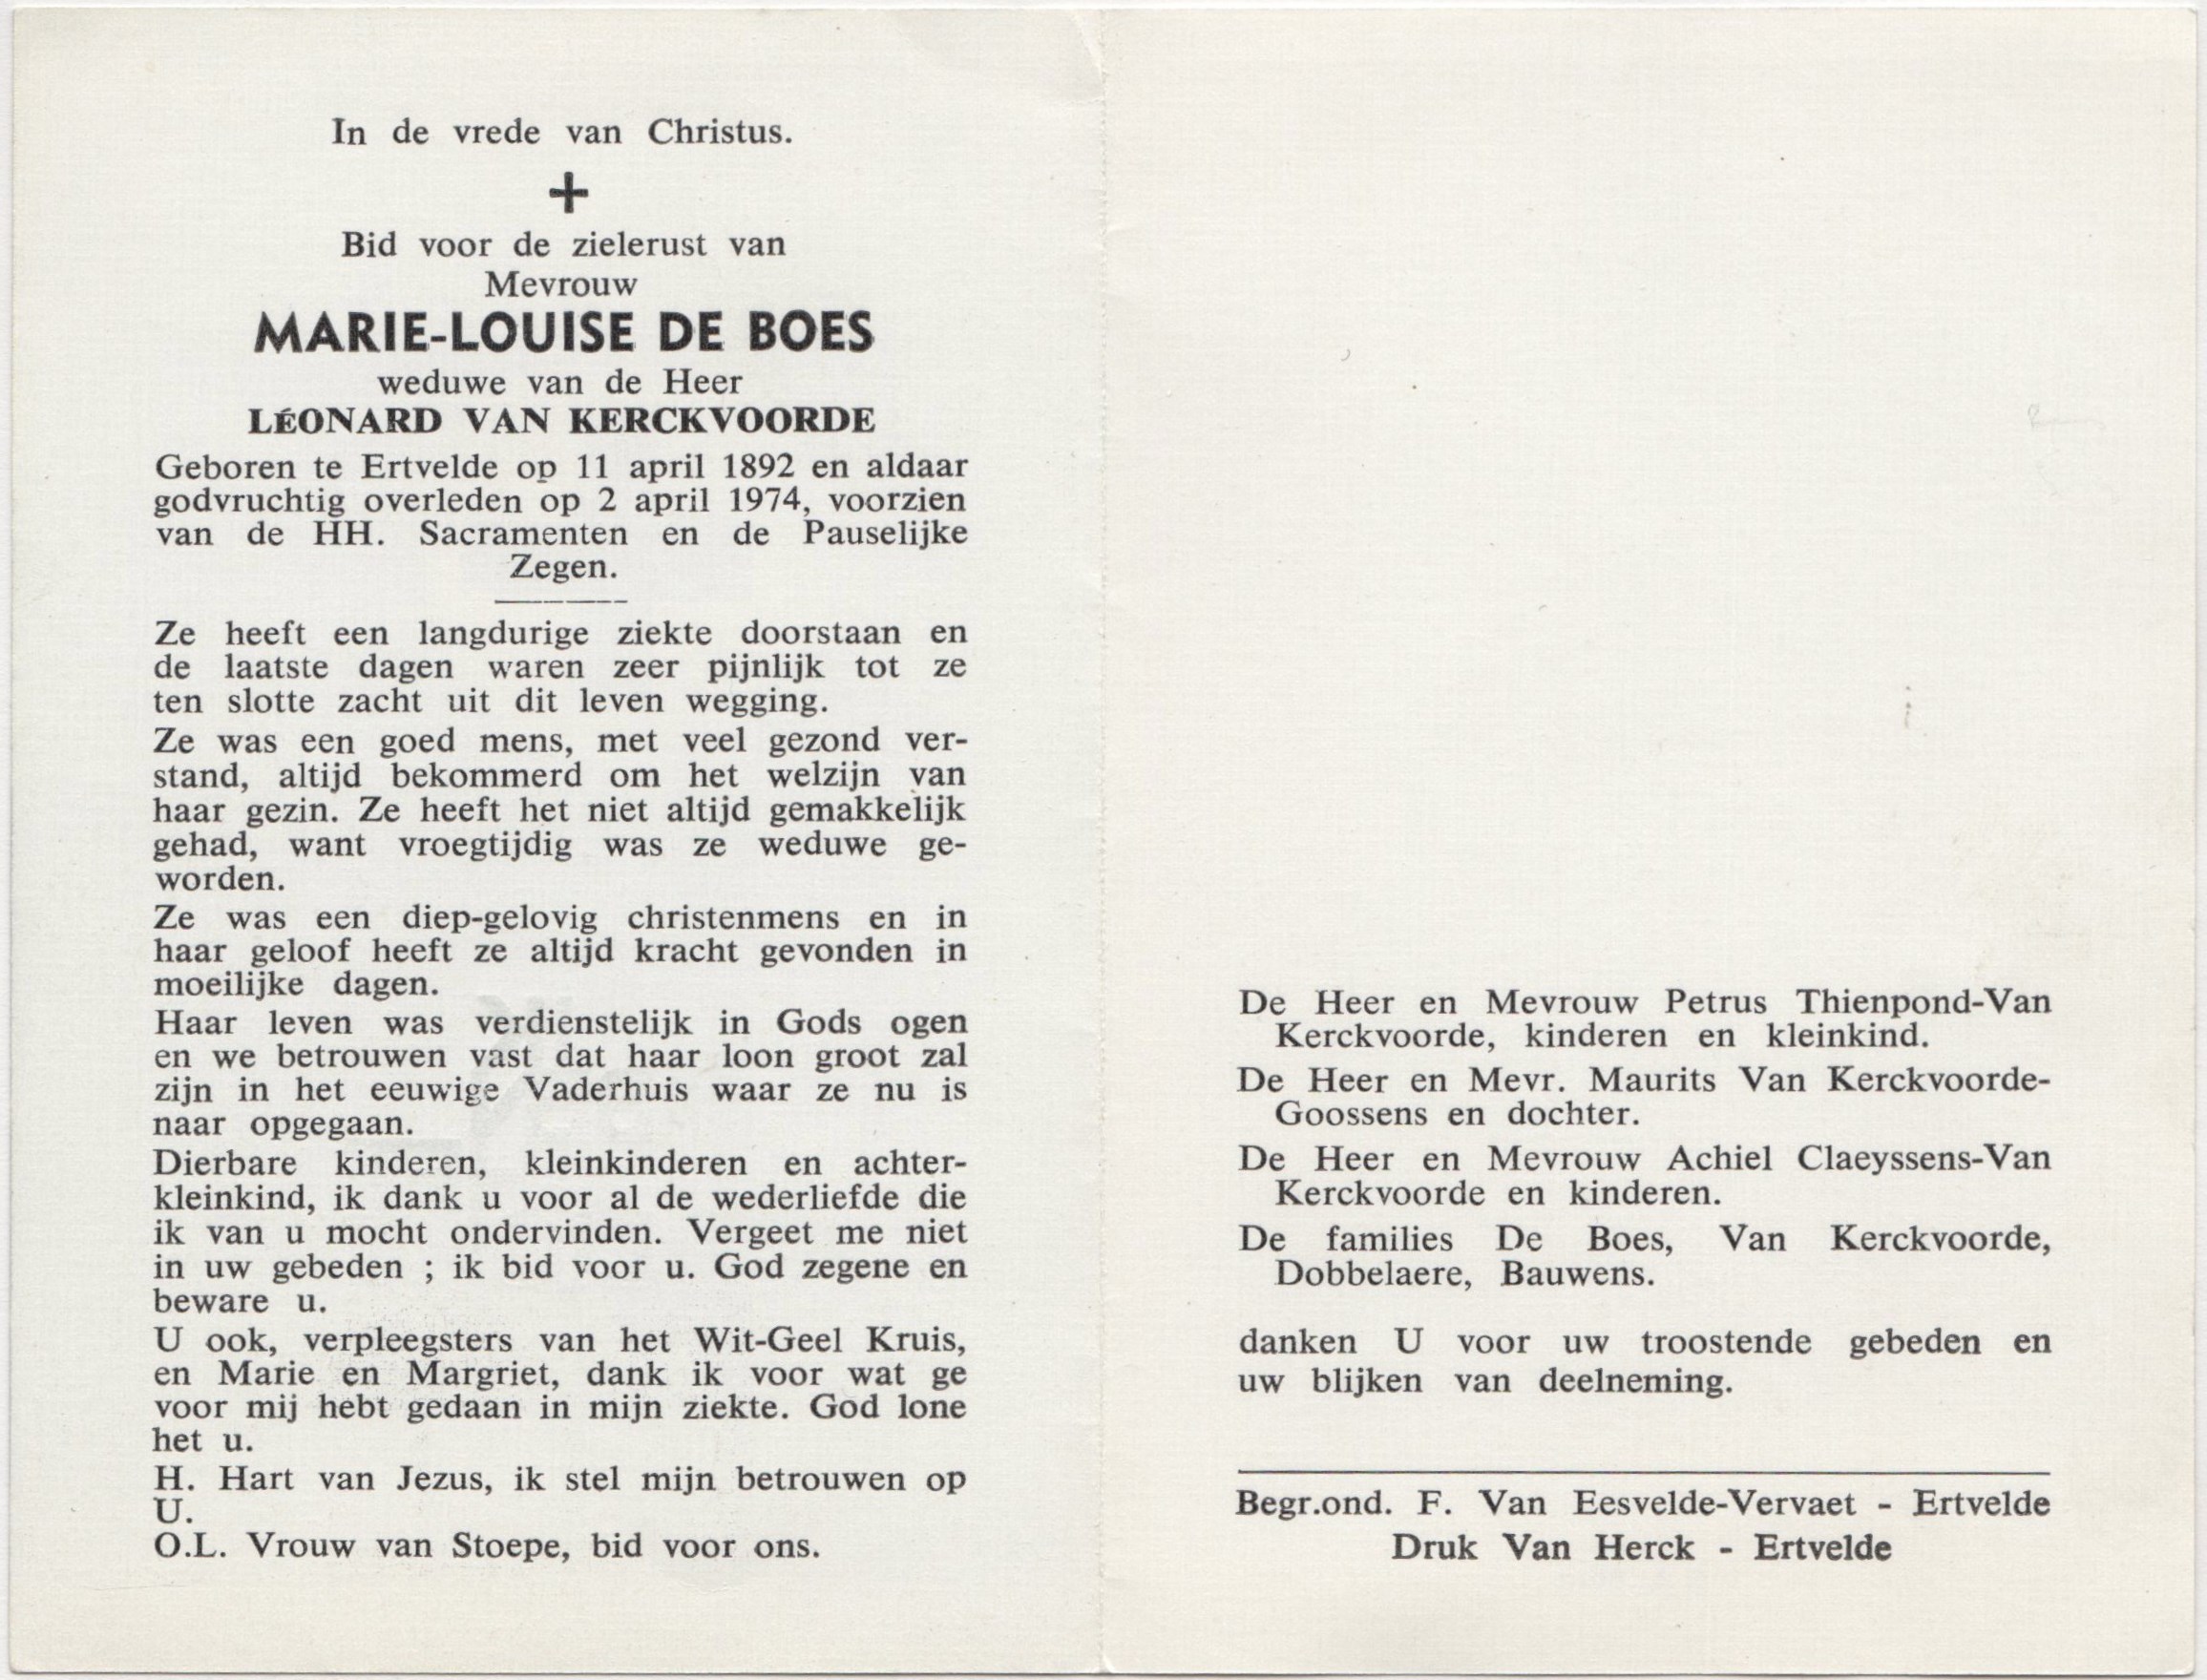 In de vrede van Christus.
Bid voor de zielerust van
Mevrouw
MARIE-LOUISE DE BOES
weduwe van de Heer
LÉONARD VAN KERCKVOORDE
Geboren te Ertvelde op 11 april 1892 en aldaar
godvruchtig overleden op 2 april 1974, voorzien
van de HH. Sacramenten en de Pauselijke
Zegen.
Ze heeft een langdurige ziekte doorstaan en
de laatste dagen waren zeer pijnlijk tot ze
ten slotte zacht uit dit leven wegging.
Ze was een goed mens, met veel gezond ver-
stand, altijd bekommerd om het welzijn van
haar gezin. Ze heeft het niet altijd gemakkelijk
gehad, want vroegtijdig was ze weduwe ge-
worden.
Ze was een diep-gelovig christenmens en in
haar geloof heeft ze altijd kracht gevonden in
moeilijke dagen.
Haar leven was verdienstelijk in Gods ogen
en we betrouwen vast dat haar loon groot zal
zijn in het eeuwige Vaderhuis waar ze nu is
naar opgegaan.
Dierbare kinderen, kleinkinderen en achter-
kleinkind, ik dank u voor al de wederliefde die
ik van u mocht ondervinden. Vergeet me niet
in uw gebeden ; ik bid voor u. God zegene en
beware u.
U ook, verpleegsters van het Wit-Geel Kruis,
en Marie en Margriet, dank ik voor wat ge
voor mij hebt gedaan in mijn ziekte. God lone
het u.
H. Hart van Jezus, ik stel mijn betrouwen op
U.
O.L. Vrouw van Stoepe, bid voor ons.
De Heer en Mevrouw Petrus Thienpond-Van
Kerckvoorde, kinderen en kleinkind.
De Heer en Mevr. Maurits Van Kerckvoorde-
Goossens en dochter.
De Heer en Mevrouw Achiel Claeyssens-Van
Kerckvoorde en kinderen.
De families De Boes, Van Kerckvoorde,
Dobbelaere, Bauwens.
danken U voor uw troostende gebeden en
uw blijken van deelneming.
Begr.ond. F. Van Eesvelde-Vervaet - Ertvelde
Druk Van Herck - Ertvelde